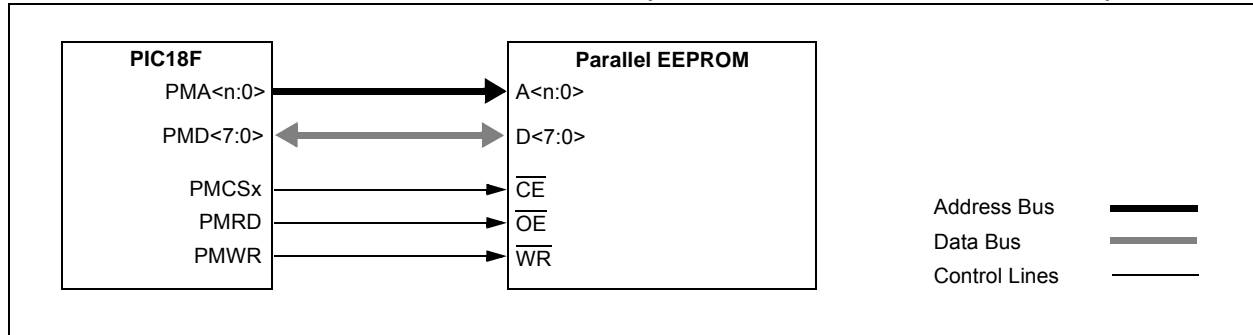 PIC18F
Parallel EEPROM
PMA<n:0>
A<n:0>
PMD<7:0>
D<7:0>
PMCSx
CE
PMRD
OE
PMWR
WR
Address Bus
Data Bus
Control Lines